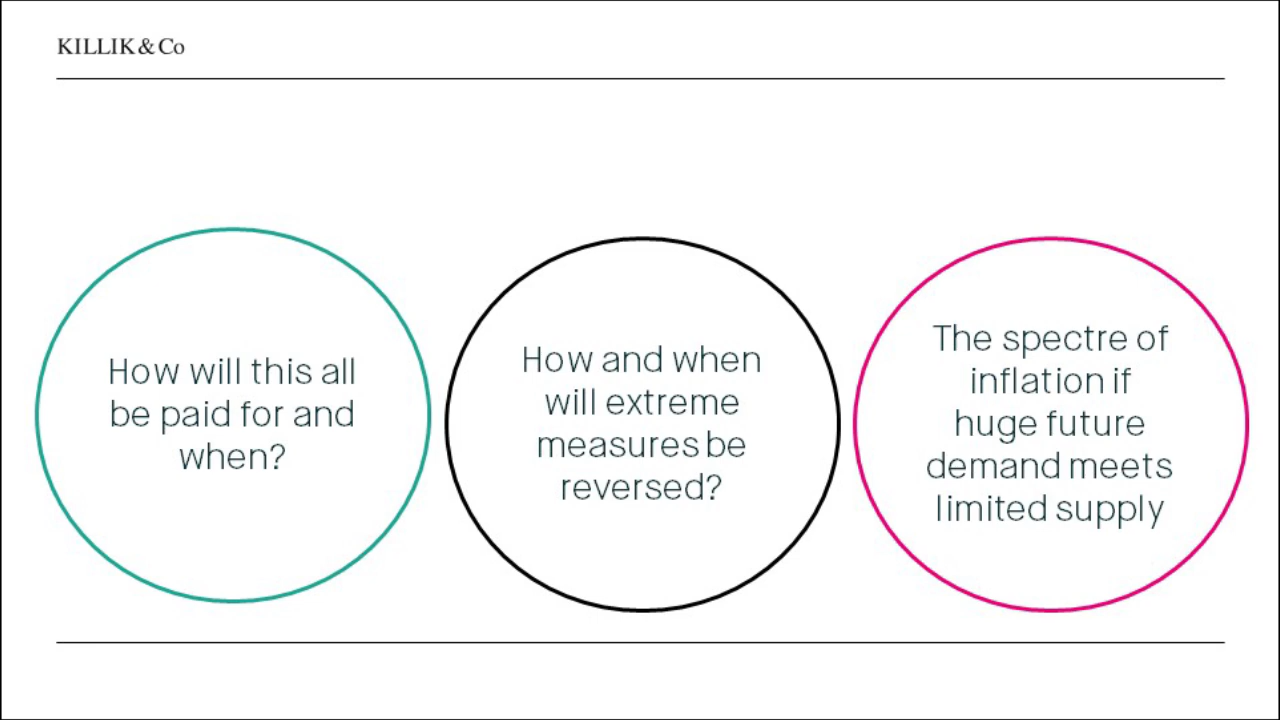 KILLIK & Co
How will this all
be paid for and
when?
How and when
will extreme
measures be
reversed?
The spectre of
inflation if
huge future
demand meets
limited supply